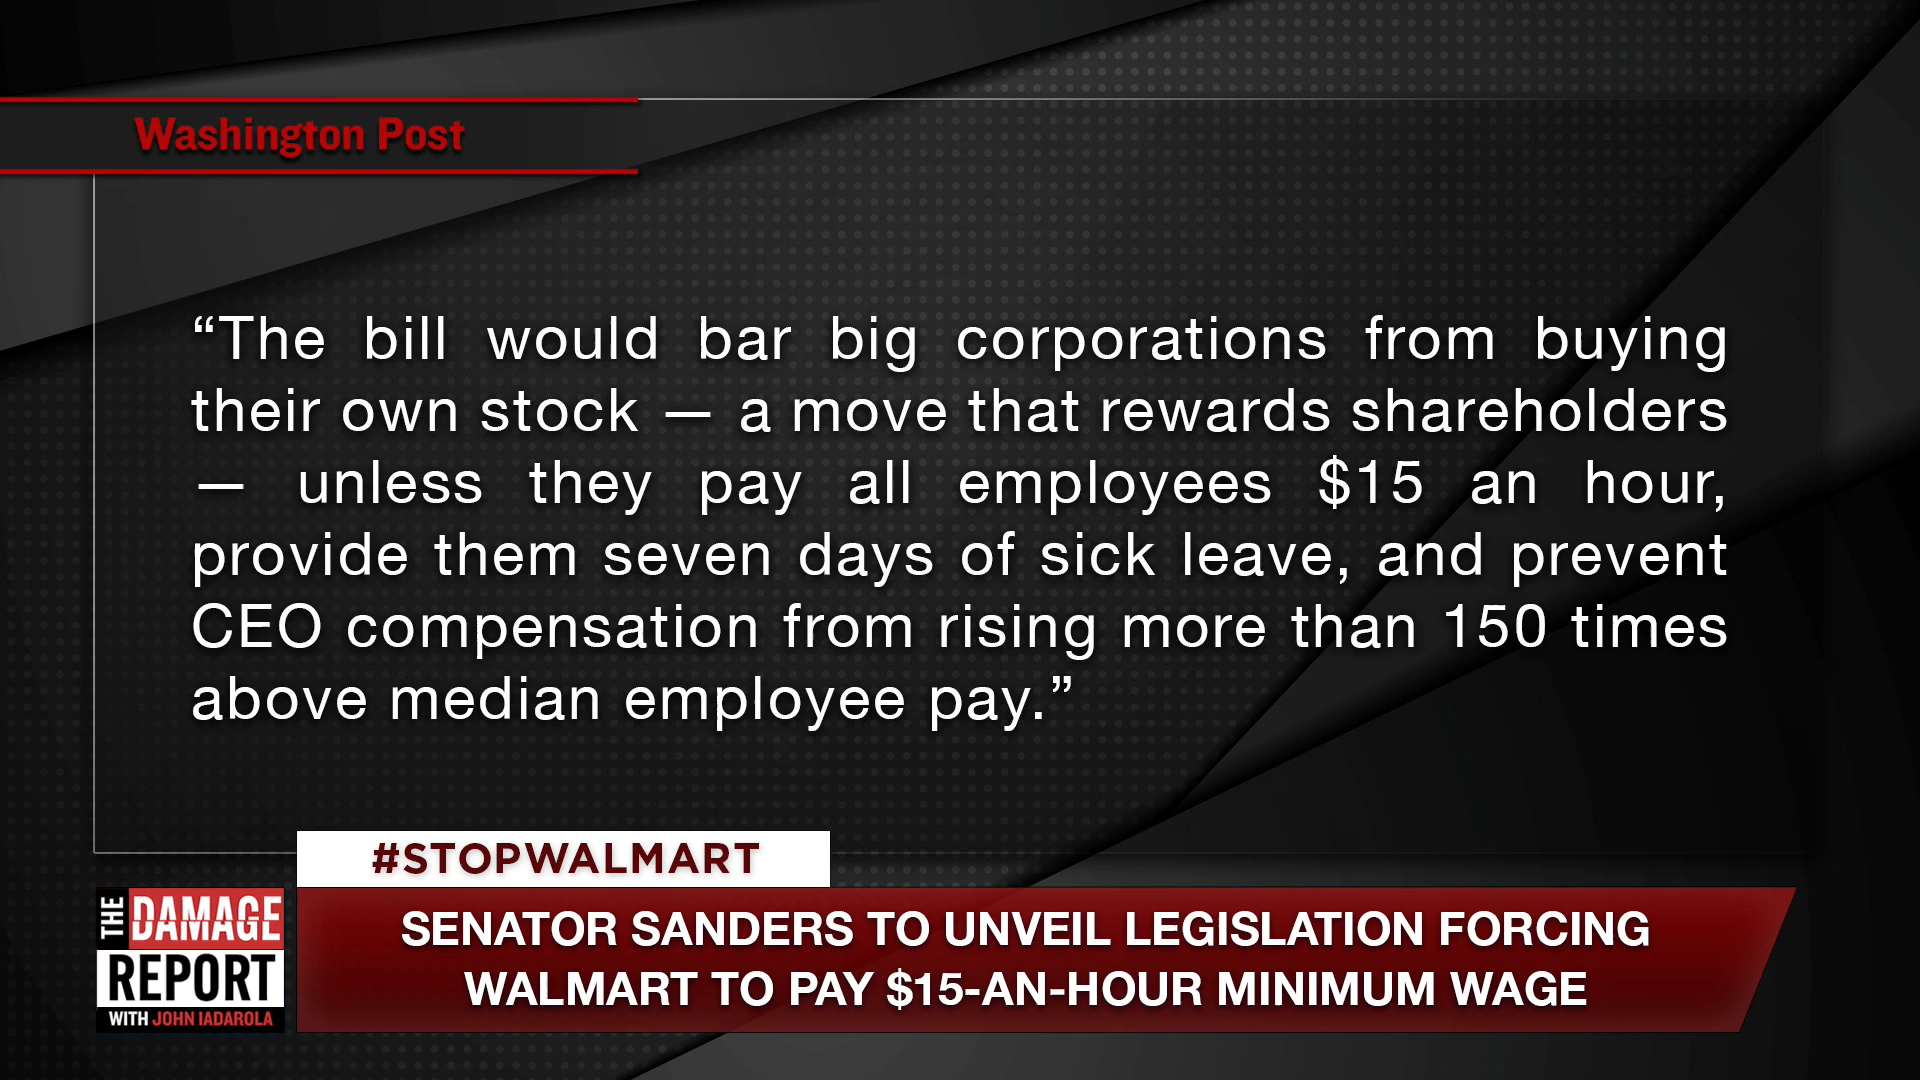 Washington Post
“The bill would bar big corporations from buying
their own stock — a move that rewards shareholders
— unless they pay all employees $15 an hour,
provide them seven days of sick leave, and prevent
CEO compensation from rising more than 150 times
above median employee pay.”
#STOPWALMART
THE DAMAGE
REPORT
WITH JOHN IADAROLA
SENATOR SANDERS TO UNVEIL LEGISLATION FORCING
WALMART TO PAY $15-AN-HOUR MINIMUM WAGE